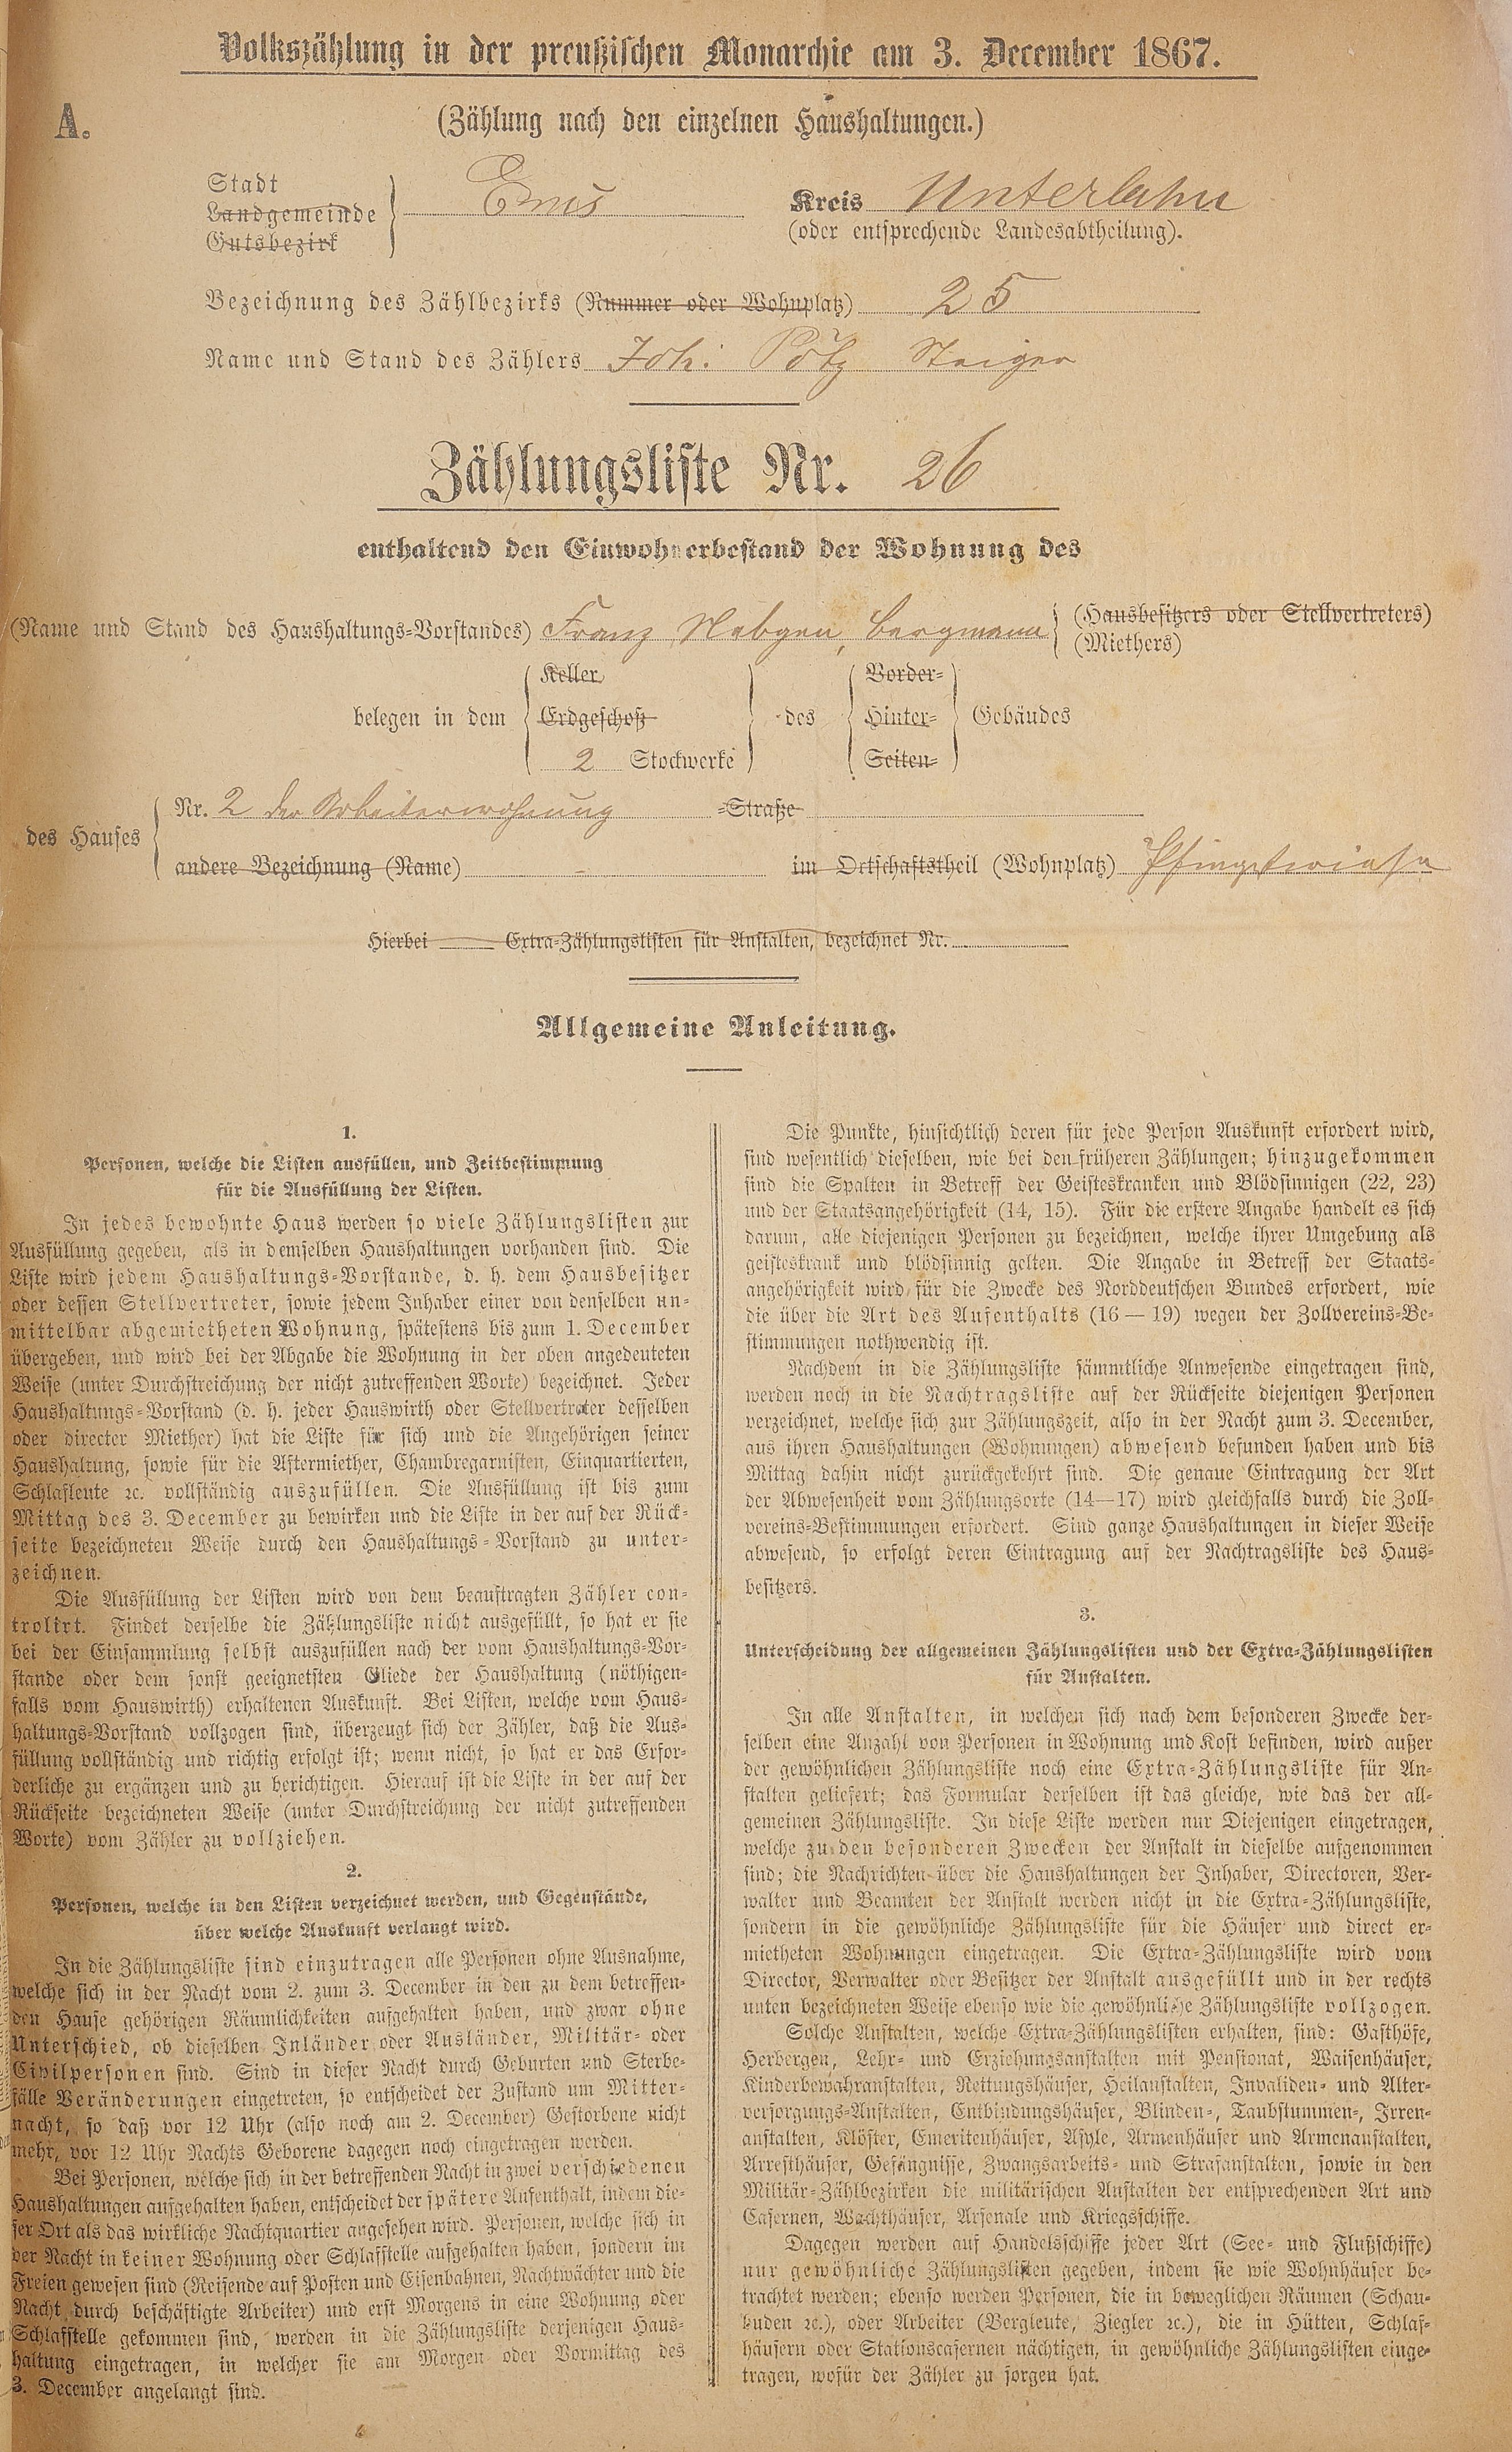 Volkszählung in der preußischen Monarchie am 3. December 1867.
A.
(Zählung nach den einzelnen Haushaltungen.)
Stadt
Landgemeinde
Gutsbezirk
Ems
Kreis Unterlahn
(oder entsprechende Landesabtheilung).
Bezeichnung des Zählbezirks (Nummer oder Wohnplatz) 25
Name und Stand des Zählers Joh: Pötz Steiger
Zählungsliste Nr. 26
enthaltend den Einwohnerbestand der Wohnung des
(Name und Stand des Haushaltungs-Vorstandes) Franz Nebgen, Bergmann
(Hausbesitzers oder Stellvertreters)
(Miethers)
belegen in dem
Keller
Erdgeschoß
2 Stockwerke
des
Vorder-
Hinter-
Seiten-
Gebäudes
des Hauses
Nr. 2 der Arbeiterwohnung -Straße
andere Bezeichnung (Name) - im Ortschaftstheil (Wohnplatz) Pfingstwiese
Hierbei Extra-Zählungslisten für Anstalten, bezeichnet Nr.
Allgemeine Anleitung.
1.
Personen, welche die Listen ausfüllen, und Zeitbestimmung
für die Ausfüllung der Listen.
In jedes bewohnte Haus werden so viele Zählungslisten zur
Ausfüllung gegeben, als in demselben Haushaltungen vorhanden sind. Die
Liste wird jedem Haushaltungs-Vorstande, d. h. dem Hausbesitzer
oder dessen Stellvertreter, sowie jedem Inhaber einer von denselben un-
mittelbar abgemietheten Wohnung, spätestens bis zum 1. December
übergeben, und wird bei der Abgabe die Wohnung in der oben angedeuteten
Weise (unter Durchstreichung der nicht zutreffenden Worte) bezeichnet. Jeder
Haushaltungs-Vorstand (d. h. jeder Hauswirth oder Stellvertreter desselben
oder directer Miether) hat die Liste für sich und die Angehörigen seiner
Haushaltung, sowie für die Aftermiether, Chambregarnisten, Einquartierten,
Schlafleute ꝛc. vollständig auszufüllen. Die Ausfüllung ist bis zum
Mittag des 3. December zu bewirken und die Liste in der auf der Rück-
seite bezeichneten Weise durch den Haushaltungs-Vorstand zu unter-
zeichnen.
Die Ausfüllung der Listen wird von dem beauftragten Zähler con-
trolirt. Findet derselbe die Zählungsliste nicht ausgefüllt, so hat er sie
bei der Einsammlung selbst auszufüllen nach der vom Haushaltungs-Vor-
stande oder dem sonst geeignetsten Gliede der Haushaltung (nöthigen-
falls vom Hauswirth) erhaltenen Auskunft. Bei Listen, welche vom Haus-
haltungs-Vorstand vollzogen sind, überzeugt sich der Zähler, daß die Aus-
füllung vollständig und richtig erfolgt ist; wenn nicht, so hat er das Erfor-
derliche zu ergänzen und zu berichtigen. Hierauf ist die Liste in der auf der
Rückseite bezeichneten Weise (unter Durchstreichung der nicht zutreffenden
Worte) vom Zähler zu vollziehen.
2.
Personen, welche in den Listen verzeichnet werden, und Gegenstände,
über welche Auskunft verlangt wird.
In die Zählungsliste sind einzutragen alle Personen ohne Ausnahme,
welche sich in der Nacht vom 2. zum 3. December in den zu dem betreffen-
den Hause gehörigen Räumlichkeiten aufgehalten haben, und zwar ohne
Unterschied, ob dieselben Inländer oder Ausländer, Militär- oder
Civilpersonen sind. Sind in dieser Nacht durch Geburten und Sterbe-
fälle Veränderungen eingetreten, so entscheidet der Zustand um Mitter-
nacht, so daß vor 12 Uhr (also noch am 2. December) Gestorbene nicht
mehr, vor 12 Uhr Nachts Geborene dagegen noch eingetragen werden.
Bei Personen, welche sich in der betreffenden Nacht in zwei verschiedenen
Haushaltungen aufgehalten haben, entscheidet der spätere Aufenthalt, indem die-
ser Ort als das wirkliche Nachtquartier angesehen wird. Personen, welche sich in
der Nacht in keiner Wohnung oder Schlafstelle aufgehalten haben, sondern im
Freien gewesen sind (Reisende auf Posten und Eisenbahnen, Nachtwächter und die
Nacht durch beschäftigte Arbeiter) und erst Morgens in eine Wohnung oder
Schlafstelle gekommen sind, werden in die Zählungsliste derjenigen Haus-
haltung eingetragen, in welcher sie am Morgen oder Vormittag des
3. December angelangt sind.
Die Punkte, hinsichtlich deren für jede Person Auskunft erfordert wird,
sind wesentlich dieselben, wie bei den früheren Zählungen; hinzugekommen
sind die Spalten in Betreff der Geisteskranken und Blödsinnigen (22, 23)
und der Staatsangehörigkeit (14, 15). Für die erstere Angabe handelt es sich
darum, alle diejenigen Personen zu bezeichnen, welche ihrer Umgebung als
geisteskrank und blödsinnig gelten. Die Angabe in Betreff der Staats-
angehörigkeit wird für die Zwecke des Norddeutschen Bundes erfordert, wie
die über die Art des Aufenthalts (16 — 19) wegen der Zollvereins-Be-
stimmungen nothwendig ist.
Nachdem in die Zählungsliste sämmtliche Anwesende eingetragen sind,
werden noch in die Nachtragsliste auf der Rückseite diejenigen Personen
verzeichnet, welche sich zur Zählungszeit, also in der Nacht zum 3. December,
aus ihren Haushaltungen (Wohnungen) abwesend befunden haben und bis
Mittag dahin nicht zurückgekehrt sind. Die genaue Eintragung der Art
der Abwesenheit vom Zählungsorte (14—17) wird gleichfalls durch die Zoll-
vereins-Bestimmungen erfordert. Sind ganze Haushaltungen in dieser Weise
abwesend, so erfolgt deren Eintragung auf der Nachtragsliste des Haus-
besitzers.
3.
Unterscheidung der allgemeinen Zählungslisten und der Extra-Zählungslisten
für Anstalten.
In alle Anstalten, in welchen sich nach dem besonderen Zwecke der-
selben eine Anzahl von Personen in Wohnung und Kost befinden, wird außer
der gewöhnlichen Zählungsliste noch eine Extra-Zählungsliste für An-
stalten geliefert; das Formular derselben ist das gleiche, wie das der all-
gemeinen Zählungsliste. In diese Liste werden nur Diejenigen eingetragen,
welche zu den besonderen Zwecken der Anstalt in dieselbe aufgenommen
sind; die Nachrichten über die Haushaltungen der Inhaber, Directoren, Ver-
walter und Beamten der Anstalt werden nicht in die Extra-Zählungsliste,
sondern in die gewöhnliche Zählungsliste für die Häuser und direct er-
mietheten Wohnungen eingetragen. Die Extra-Zählungsliste wird vom
Director, Verwalter oder Besitzer der Anstalt ausgefüllt und in der rechts
unten bezeichneten Weise ebenso wie die gewöhnliche Zählungsliste vollzogen.
Solche Anstalten, welche Extra-Zählungslisten erhalten, sind: Gasthöfe,
Herbergen, Lehr- und Erziehungsanstalten mit Pensionat, Waisenhäuser,
Kinderbewahranstalten, Rettungshäuser, Heilanstalten, Invaliden- und Alter-
versorgungs-Anstalten, Entbindungshäuser, Blinden-, Taubstummen-, Irren-
anstalten, Klöster, Emeritenhäuser, Asyle, Armenhäuser und Armenanstalten,
Arresthäuser, Gefängnisse, Zwangsarbeits- und Strafanstalten, sowie in den
Militär-Zählbezirken die militärischen Anstalten der entsprechenden Art und
Casernen, Wachthäuser, Arsenale und Kriegsschiffe.
Dagegen werden auf Handelsschiffe jeder Art (See- und Flußschiffe)
nur gewöhnliche Zählungslisten gegeben, indem sie wie Wohnhäuser be-
trachtet werden; ebenso werden Personen, die in beweglichen Räumen (Schau-
buden ꝛc.), oder Arbeiter (Bergleute, Ziegler ꝛc.), die in Hütten, Schlaf-
häusern oder Stationscasernen nächtigen, in gewöhnliche Zählungslisten einge-
tragen, wofür der Zähler zu sorgen hat.